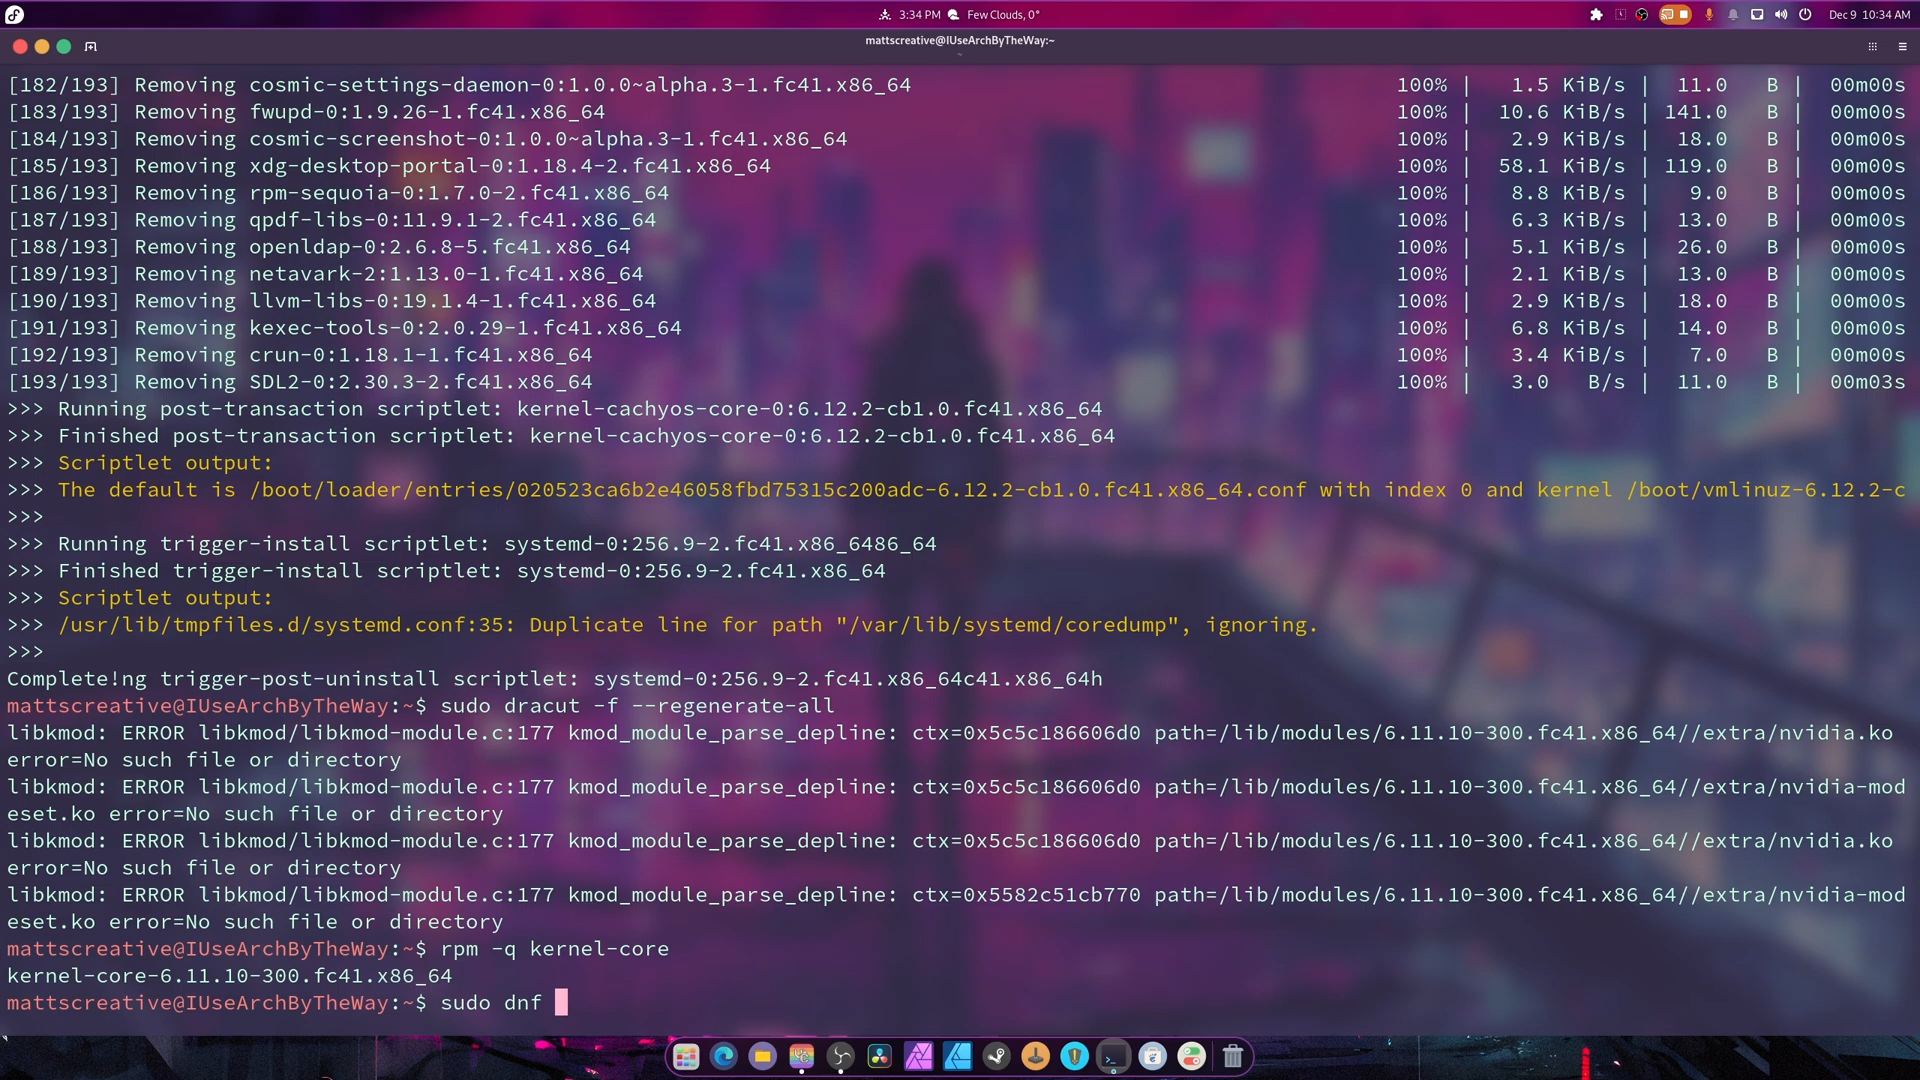 3:34 PM Few Clouds, 0°
Dec 9 10:34 AM
mattscreative@IUseArchByTheWay:~
~
[182/193] Removing cosmic-settings-daemon-0:1.0.0~alpha.3-1.fc41.x86_64 100% | 1.5 KiB/s | 11.0 B | 00m00s
[183/193] Removing fwupd-0:1.9.26-1.fc41.x86_64 100% | 10.6 KiB/s | 141.0 B | 00m00s
[184/193] Removing cosmic-screenshot-0:1.0.0~alpha.3-1.fc41.x86_64 100% | 2.9 KiB/s | 18.0 B | 00m00s
[185/193] Removing xdg-desktop-portal-0:1.18.4-2.fc41.x86_64 100% | 58.1 KiB/s | 119.0 B | 00m00s
[186/193] Removing rpm-sequoia-0:1.7.0-2.fc41.x86_64 100% | 8.8 KiB/s | 9.0 B | 00m00s
[187/193] Removing qpdf-libs-0:11.9.1-2.fc41.x86_64 100% | 6.3 KiB/s | 13.0 B | 00m00s
[188/193] Removing openldap-0:2.6.8-5.fc41.x86_64 100% | 5.1 KiB/s | 26.0 B | 00m00s
[189/193] Removing netavark-2:1.13.0-1.fc41.x86_64 100% | 2.1 KiB/s | 13.0 B | 00m00s
[190/193] Removing llvm-libs-0:19.1.4-1.fc41.x86_64 100% | 2.9 KiB/s | 18.0 B | 00m00s
[191/193] Removing kexec-tools-0:2.0.29-1.fc41.x86_64 100% | 6.8 KiB/s | 14.0 B | 00m00s
[192/193] Removing crun-0:1.18.1-1.fc41.x86_64 100% | 3.4 KiB/s | 7.0 B | 00m00s
[193/193] Removing SDL2-0:2.30.3-2.fc41.x86_64 100% | 3.0 B/s | 11.0 B | 00m03s
>>> Running post-transaction scriptlet: kernel-cachyos-core-0:6.12.2-cb1.0.fc41.x86_64
>>> Finished post-transaction scriptlet: kernel-cachyos-core-0:6.12.2-cb1.0.fc41.x86_64
>>> Scriptlet output:
>>> The default is /boot/loader/entries/020523ca6b2e46058fbd75315c200adc-6.12.2-cb1.0.fc41.x86_64.conf with index 0 and kernel /boot/vmlinuz-6.12.2-c
>>>
>>> Running trigger-install scriptlet: systemd-0:256.9-2.fc41.x86_6486_64
>>> Finished trigger-install scriptlet: systemd-0:256.9-2.fc41.x86_64
>>> Scriptlet output:
>>> /usr/lib/tmpfiles.d/systemd.conf:35: Duplicate line for path "/var/lib/systemd/coredump", ignoring.
>>>
Complete!ng trigger-post-uninstall scriptlet: systemd-0:256.9-2.fc41.x86_64c41.x86_64h
mattscreative@IUseArchByTheWay:~$ sudo dracut -f --regenerate-all
libkmod: ERROR libkmod/libkmod-module.c:177 kmod_module_parse_depline: ctx=0x5c5c186606d0 path=/lib/modules/6.11.10-300.fc41.x86_64//extra/nvidia.ko
error=No such file or directory
libkmod: ERROR libkmod/libkmod-module.c:177 kmod_module_parse_depline: ctx=0x5c5c186606d0 path=/lib/modules/6.11.10-300.fc41.x86_64//extra/nvidia-mod
eset.ko error=No such file or directory
libkmod: ERROR libkmod/libkmod-module.c:177 kmod_module_parse_depline: ctx=0x5c5c186606d0 path=/lib/modules/6.11.10-300.fc41.x86_64//extra/nvidia.ko
error=No such file or directory
libkmod: ERROR libkmod/libkmod-module.c:177 kmod_module_parse_depline: ctx=0x5582c51cb770 path=/lib/modules/6.11.10-300.fc41.x86_64//extra/nvidia-mod
eset.ko error=No such file or directory
mattscreative@IUseArchByTheWay:~$ rpm -q kernel-core
kernel-core-6.11.10-300.fc41.x86_64
mattscreative@IUseArchByTheWay:~$ sudo dnf